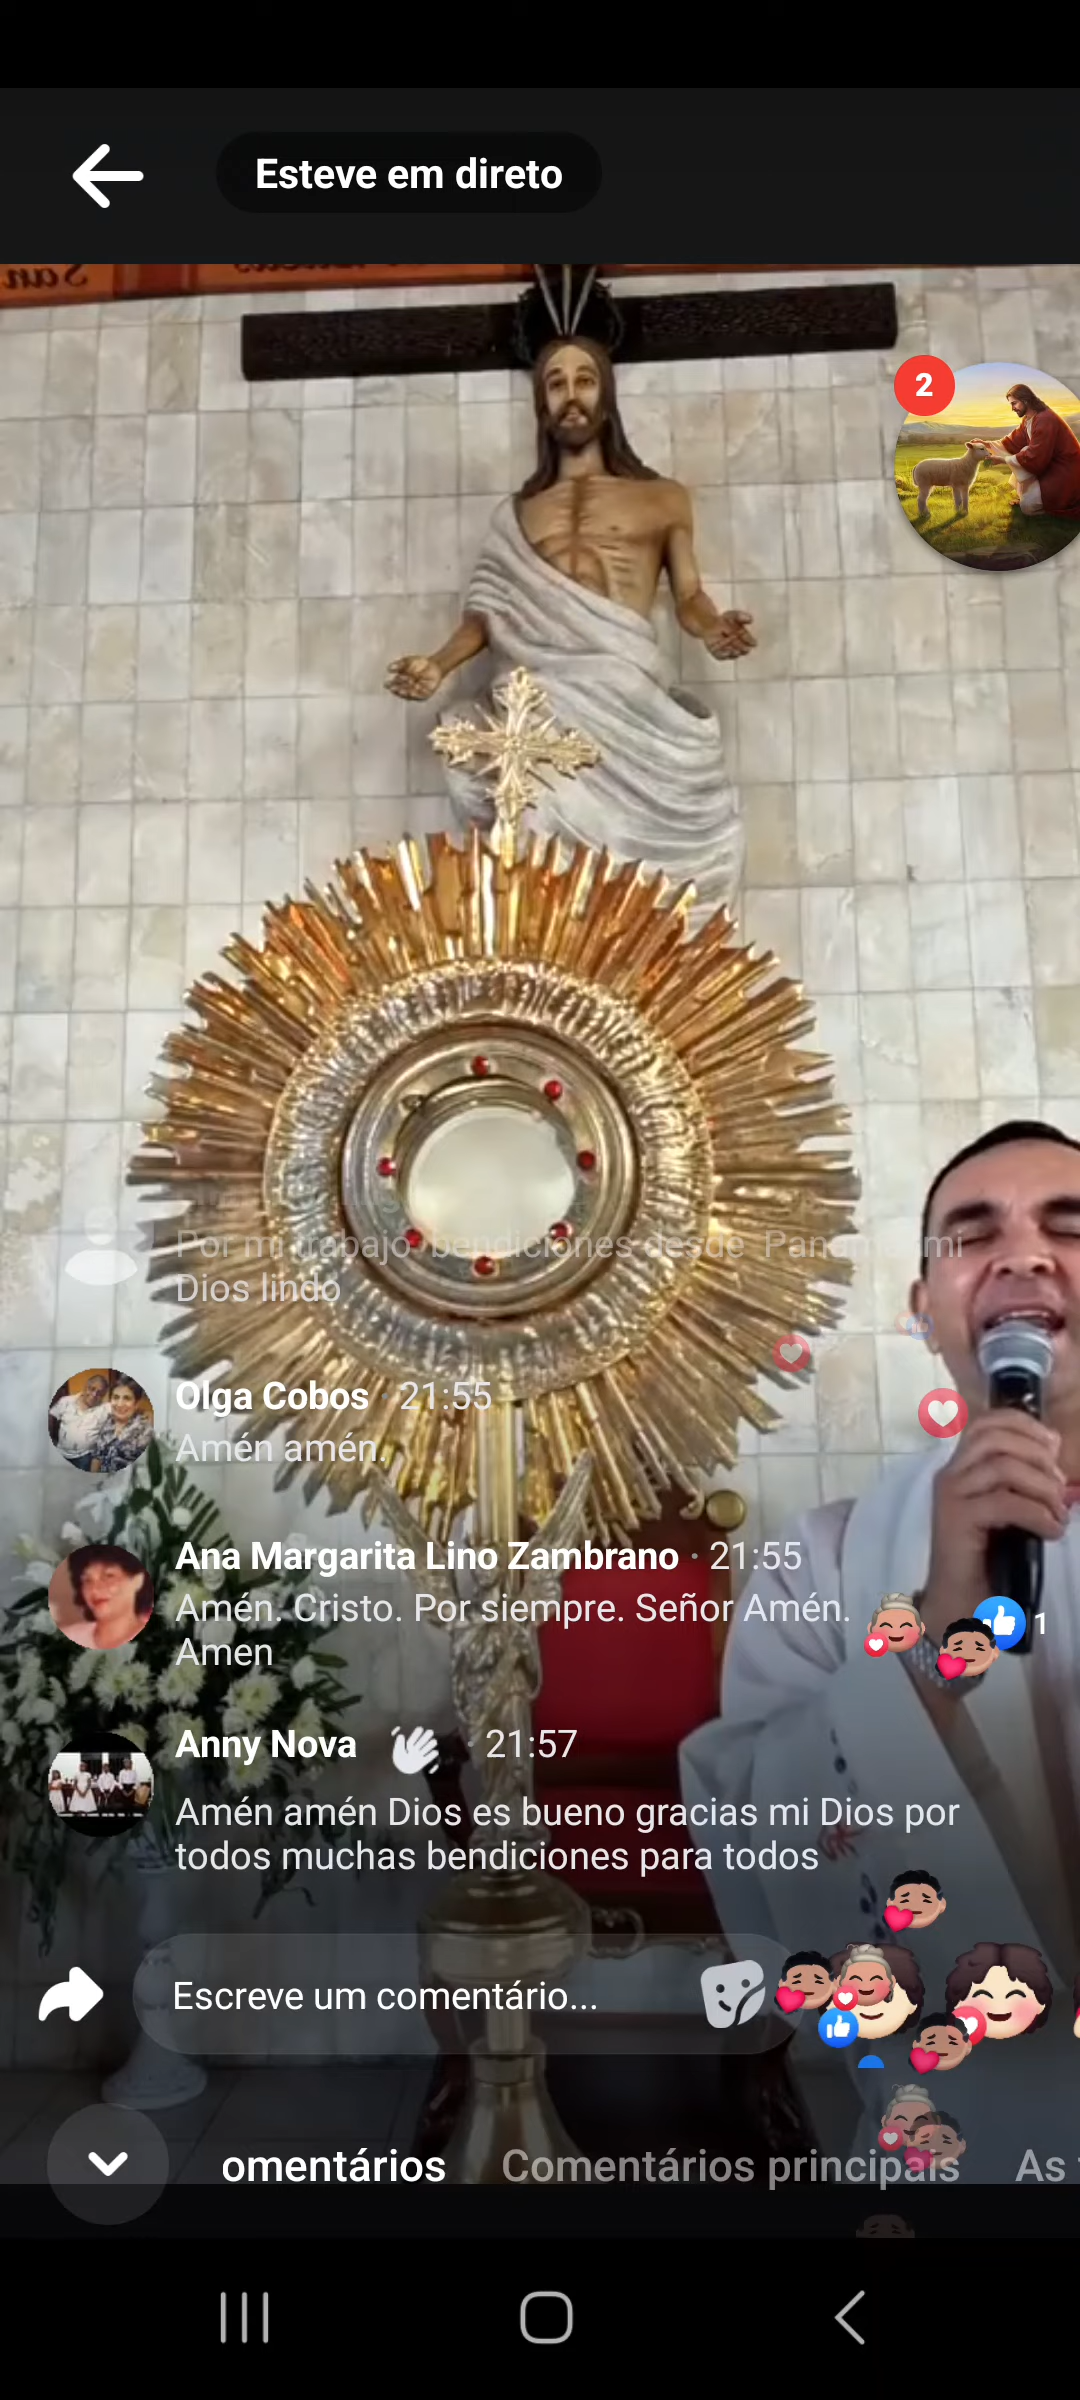 Esteve em direto
San
2
Por mi trabajo bendiciones desde Panamá mi
Dios lindo
Olga Cobos · 21:55
Amén amén.
Ana Margarita Lino Zambrano · 21:55
Amén. Cristo. Por siempre. Señor Amén.
Amen
1
Anny Nova 👋 · 21:57
Amén amén Dios es bueno gracias mi Dios por
todos muchas bendiciones para todos
Escreve um comentário...
omentários
Comentários principais
As